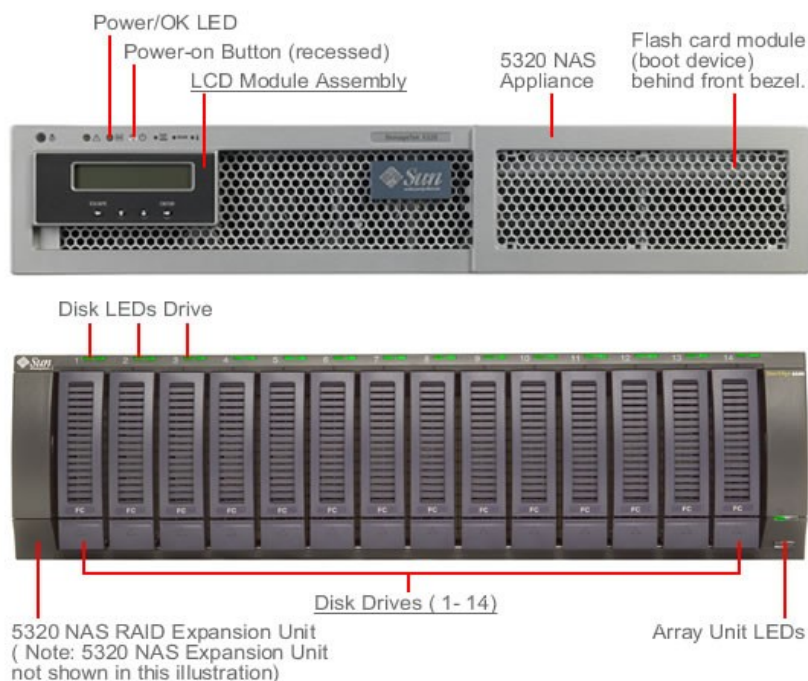 Power/OK LED
Power-on Button (recessed)
LCD Module Assembly
5320 NAS
Appliance
Flash card module
(boot device)
behind front bezel.
StorageTek 5320
Sun
Disk LEDs Drive
Sun
1 2 3 4 5 6 7 8 9 10 11 12 13 14
FC FC FC FC FC FC FC FC FC FC FC FC FC FC
Disk Drives ( 1- 14)
5320 NAS RAID Expansion Unit
( Note: 5320 NAS Expansion Unit
not shown in this illustration)
Array Unit LEDs